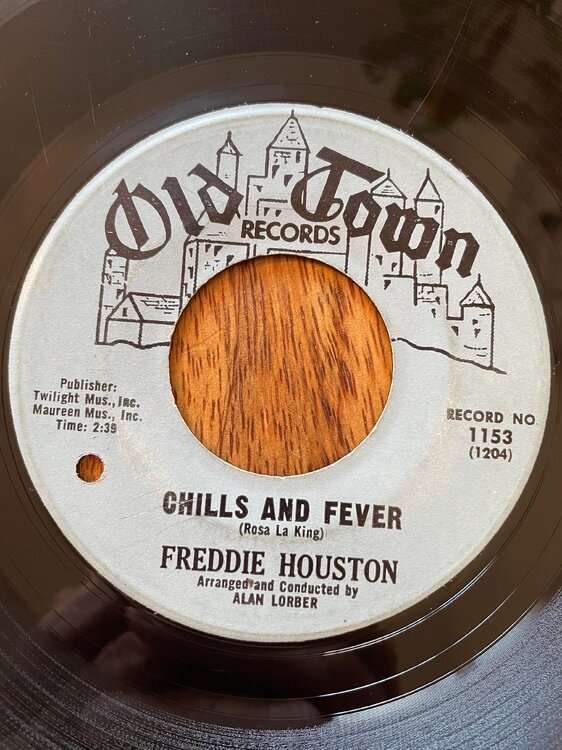 Old Town
RECORDS
Publisher:
Twilight Mus., Inc.
Maureen Mus., Inc.
Time: 2:39
RECORD NO.
1153
(1204)
CHILLS AND FEVER
(Rosa La King)
FREDDIE HOUSTON
Arranged and Conducted by
ALAN LORBER